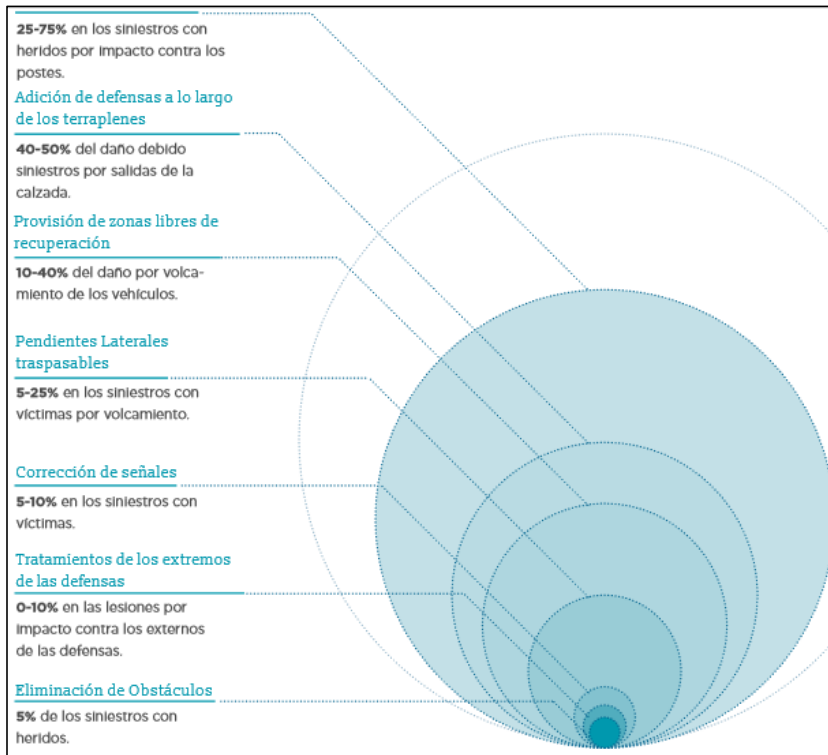 25-75% en los siniestros con
heridos por impacto contra los
postes.
Adición de defensas a lo largo
de los terraplenes
40-50% del daño debido
siniestros por salidas de la
calzada.
Provisión de zonas libres de
recuperación
10-40% del daño por volca-
miento de los vehículos.
Pendientes Laterales
traspasables
5-25% en los siniestros con
víctimas por volcamiento.
Corrección de señales
5-10% en los siniestros con
víctimas.
Tratamientos de los extremos
de las defensas
0-10% en las lesiones por
impacto contra los externos
de las defensas.
Eliminación de Obstáculos
5% de los siniestros con
heridos.